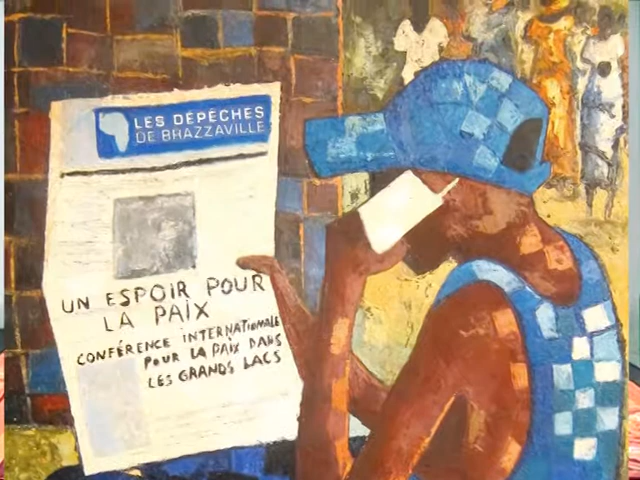 LES DÉPÊCHES
DE BRAZZAVILLE
UN ESPOIR POUR
LA PAIX
CONFÉRENCE INTERNATIONALE
POUR LA PAIX DANS
LES GRANDS LACS